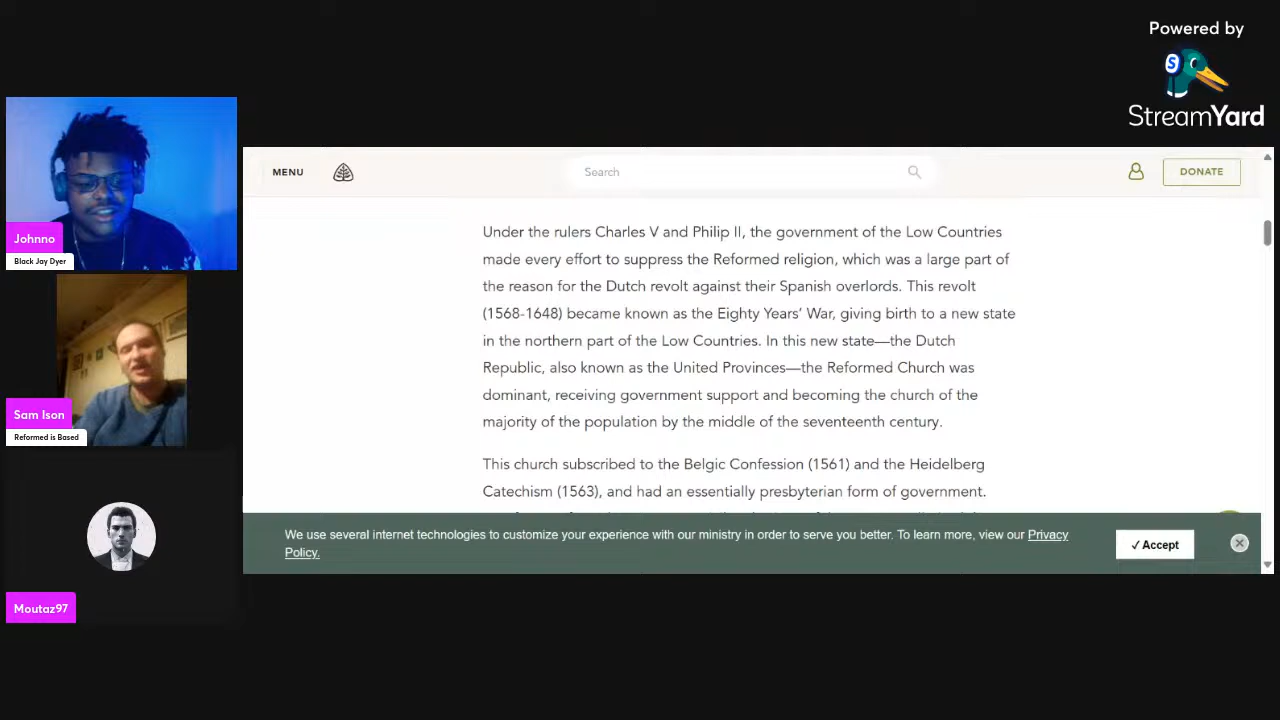 Powered by
S
StreamYard
Johnno
Black Jay Dyer
Sam Ison
Reformed is Based
Moutaz97
MENU
Search
DONATE
Under the rulers Charles V and Philip II, the government of the Low Countries
made every effort to suppress the Reformed religion, which was a large part of
the reason for the Dutch revolt against their Spanish overlords. This revolt
(1568-1648) became known as the Eighty Years’ War, giving birth to a new state
in the northern part of the Low Countries. In this new state—the Dutch
Republic, also known as the United Provinces—the Reformed Church was
dominant, receiving government support and becoming the church of the
majority of the population by the middle of the seventeenth century.
This church subscribed to the Belgic Confession (1561) and the Heidelberg
Catechism (1563), and had an essentially presbyterian form of government.
We use several internet technologies to customize your experience with our ministry in order to serve you better. To learn more, view our Privacy
Policy.
✓ Accept